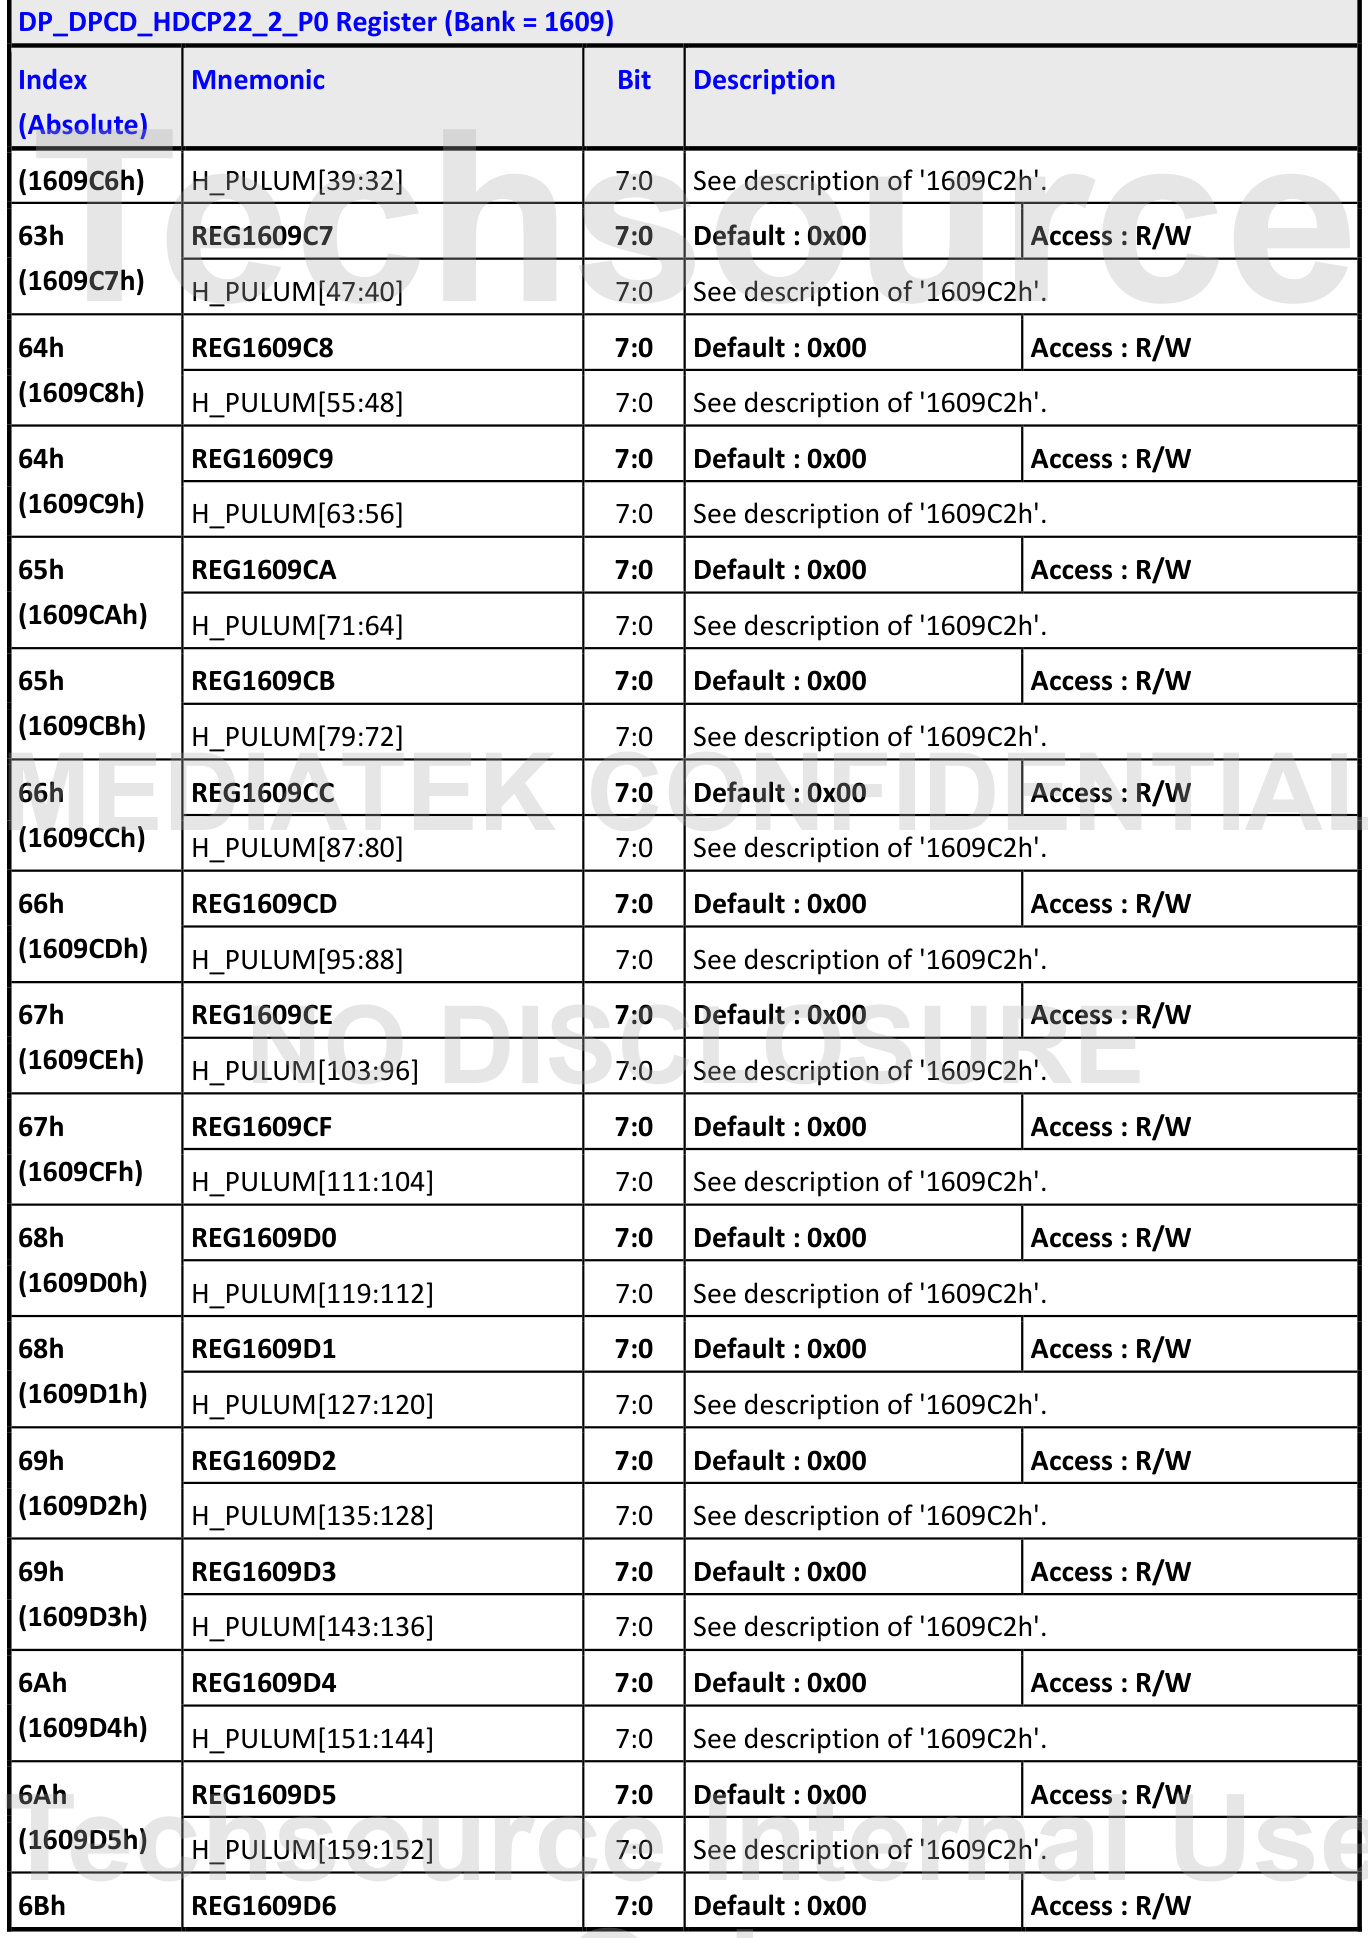 DP_DPCD_HDCP22_2_P0 Register (Bank = 1609)
Index (Absolute) Mnemonic Bit Description
(1609C6h) H_PULUM[39:32] 7:0 See description of '1609C2h'.
63h REG1609C7 7:0 Default : 0x00 Access : R/W
(1609C7h) H_PULUM[47:40] 7:0 See description of '1609C2h'.
64h REG1609C8 7:0 Default : 0x00 Access : R/W
(1609C8h) H_PULUM[55:48] 7:0 See description of '1609C2h'.
64h REG1609C9 7:0 Default : 0x00 Access : R/W
(1609C9h) H_PULUM[63:56] 7:0 See description of '1609C2h'.
65h REG1609CA 7:0 Default : 0x00 Access : R/W
(1609CAh) H_PULUM[71:64] 7:0 See description of '1609C2h'.
65h REG1609CB 7:0 Default : 0x00 Access : R/W
(1609CBh) H_PULUM[79:72] 7:0 See description of '1609C2h'.
66h REG1609CC 7:0 Default : 0x00 Access : R/W
(1609CCh) H_PULUM[87:80] 7:0 See description of '1609C2h'.
66h REG1609CD 7:0 Default : 0x00 Access : R/W
(1609CDh) H_PULUM[95:88] 7:0 See description of '1609C2h'.
67h REG1609CE 7:0 Default : 0x00 Access : R/W
(1609CEh) H_PULUM[103:96] 7:0 See description of '1609C2h'.
67h REG1609CF 7:0 Default : 0x00 Access : R/W
(1609CFh) H_PULUM[111:104] 7:0 See description of '1609C2h'.
68h REG1609D0 7:0 Default : 0x00 Access : R/W
(1609D0h) H_PULUM[119:112] 7:0 See description of '1609C2h'.
68h REG1609D1 7:0 Default : 0x00 Access : R/W
(1609D1h) H_PULUM[127:120] 7:0 See description of '1609C2h'.
69h REG1609D2 7:0 Default : 0x00 Access : R/W
(1609D2h) H_PULUM[135:128] 7:0 See description of '1609C2h'.
69h REG1609D3 7:0 Default : 0x00 Access : R/W
(1609D3h) H_PULUM[143:136] 7:0 See description of '1609C2h'.
6Ah REG1609D4 7:0 Default : 0x00 Access : R/W
(1609D4h) H_PULUM[151:144] 7:0 See description of '1609C2h'.
6Ah REG1609D5 7:0 Default : 0x00 Access : R/W
(1609D5h) H_PULUM[159:152] 7:0 See description of '1609C2h'.
6Bh REG1609D6 7:0 Default : 0x00 Access : R/W
Techsource
MEDIATEK CONFIDENTIAL
NO DISCLOSURE
Techsource Internal Use